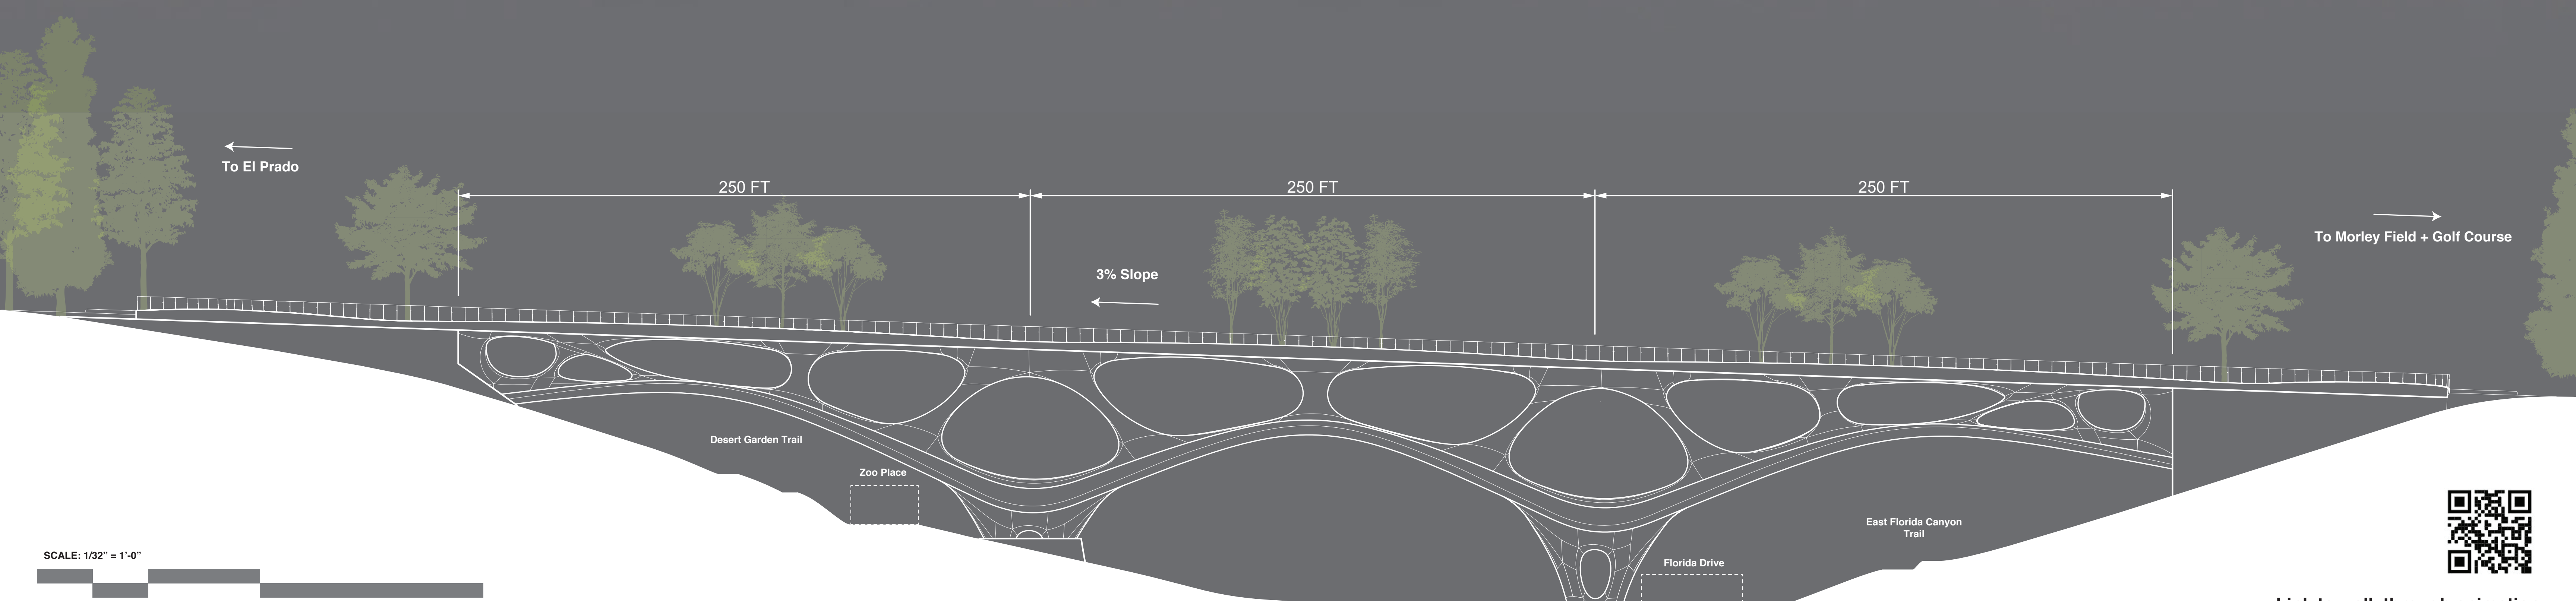 To El Prado
250 FT
250 FT
250 FT
To Morley Field + Golf Course
3% Slope
Desert Garden Trail
Zoo Place
East Florida Canyon
Trail
Florida Drive
SCALE: 1/32” = 1’-0”